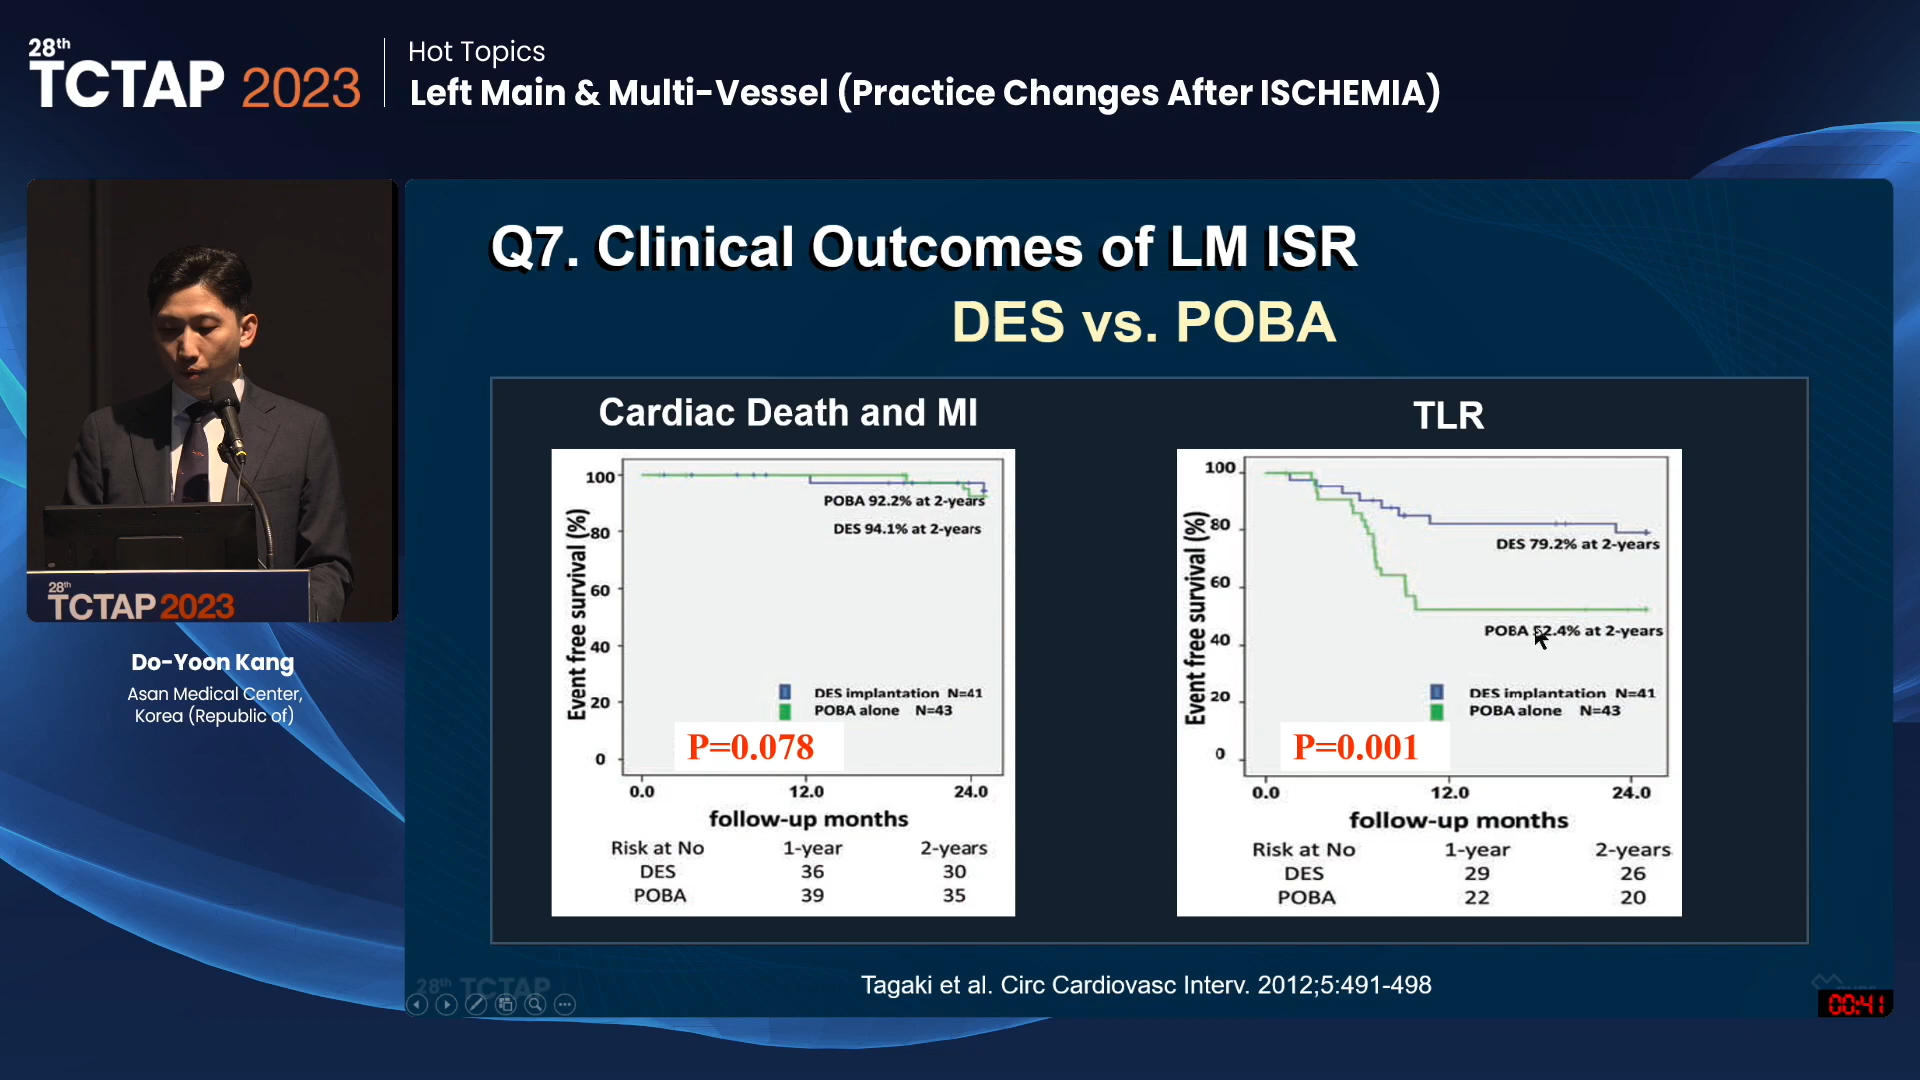 28th
TCTAP 2023
Hot Topics
Left Main & Multi-Vessel (Practice Changes After ISCHEMIA)
28th
TCTAP 2023
Do-Yoon Kang
Asan Medical Center,
Korea (Republic of)
Q7. Clinical Outcomes of LM ISR
DES vs. POBA
Cardiac Death and MI
Event free survival (%)
100
80
60
40
20
0
POBA 92.2% at 2-years
DES 94.1% at 2-years
DES implantation N=41
POBA alone N=43
P=0.078
0.0 12.0 24.0
follow-up months
Risk at No 1-year 2-years
DES 36 30
POBA 39 35
TLR
Event free survival (%)
100
80
60
40
20
0
DES 79.2% at 2-years
POBA 52.4% at 2-years
DES implantation N=41
POBA alone N=43
P=0.001
0.0 12.0 24.0
follow-up months
Risk at No 1-year 2-years
DES 29 26
POBA 22 20
Tagaki et al. Circ Cardiovasc Interv. 2012;5:491-498
28th TCTAP
00:41